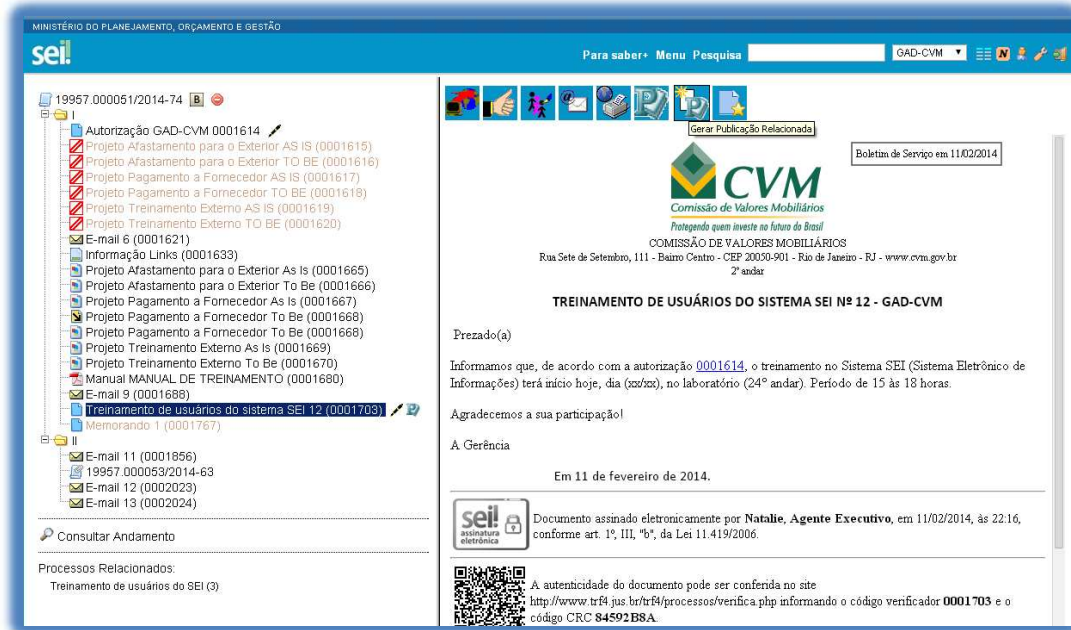 MINISTÉRIO DO PLANEJAMENTO, ORÇAMENTO E GESTÃO
sei!
Para saber+ Menu Pesquisa
GAD-CVM
N
19957.000051/2014-74 B
I
Autorização GAD-CVM 0001614
Projeto Afastamento para o Exterior AS IS (0001615)
Projeto Afastamento para o Exterior TO BE (0001616)
Projeto Pagamento a Fornecedor AS IS (0001617)
Projeto Pagamento a Fornecedor TO BE (0001618)
Projeto Treinamento Externo AS IS (0001619)
Projeto Treinamento Externo TO BE (0001620)
E-mail 6 (0001621)
Informação Links (0001633)
Projeto Afastamento para o Exterior As Is (0001665)
Projeto Afastamento para o Exterior To Be (0001666)
Projeto Pagamento a Fornecedor As Is (0001667)
Projeto Pagamento a Fornecedor To Be (0001668)
Projeto Pagamento a Fornecedor To Be (0001668)
Projeto Treinamento Externo As Is (0001669)
Projeto Treinamento Externo To Be (0001670)
Manual MANUAL DE TREINAMENTO (0001680)
E-mail 9 (0001688)
Treinamento de usuários do sistema SEI 12 (0001703)
Memorando 1 (0001767)
II
E-mail 11 (0001856)
19957.000053/2014-63
E-mail 12 (0002023)
E-mail 13 (0002024)
Consultar Andamento
Processos Relacionados:
Treinamento de usuários do SEI (3)
Gerar Publicação Relacionada
Boletim de Serviço em 11/02/2014
CVM
Comissão de Valores Mobiliários
Protegendo quem investe no futuro do Brasil
COMISSÃO DE VALORES MOBILIÁRIOS
Rua Sete de Setembro, 111 - Bairro Centro - CEP 20050-901 - Rio de Janeiro - RJ - www.cvm.gov.br
2º andar
TREINAMENTO DE USUÁRIOS DO SISTEMA SEI Nº 12 - GAD-CVM
Prezado(a)
Informamos que, de acordo com a autorização 0001614, o treinamento no Sistema SEI (Sistema Eletrônico de
Informações) terá início hoje, dia (xx/xx), no laboratório (24º andar). Período de 15 às 18 horas.
Agradecemos a sua participação!
A Gerência
Em 11 de fevereiro de 2014.
sei!
assinatura
eletrônica
Documento assinado eletronicamente por Natalie, Agente Executivo, em 11/02/2014, às 22:16,
conforme art. 1º, III, "b", da Lei 11.419/2006.
A autenticidade do documento pode ser conferida no site
http://www.trf4.jus.br/trf4/processos/verifica.php informando o código verificador 0001703 e o
código CRC 84592B8A.